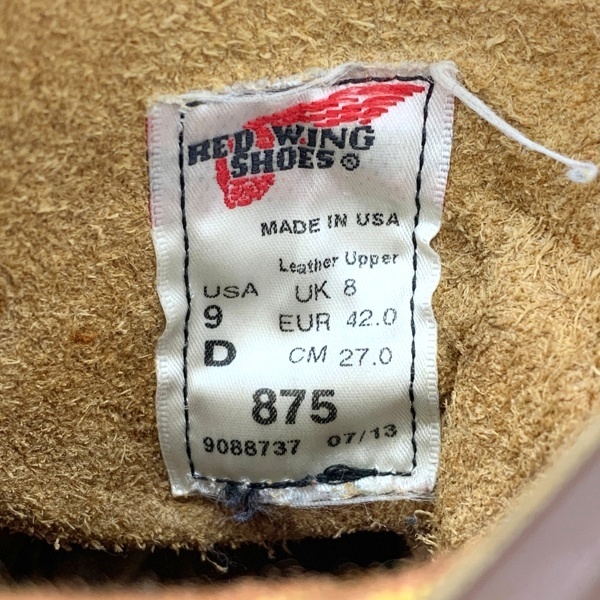 RED WING
SHOES®
MADE IN USA
Leather Upper
USA UK 8
9 EUR 42.0
D CM 27.0
875
9088737 07/13